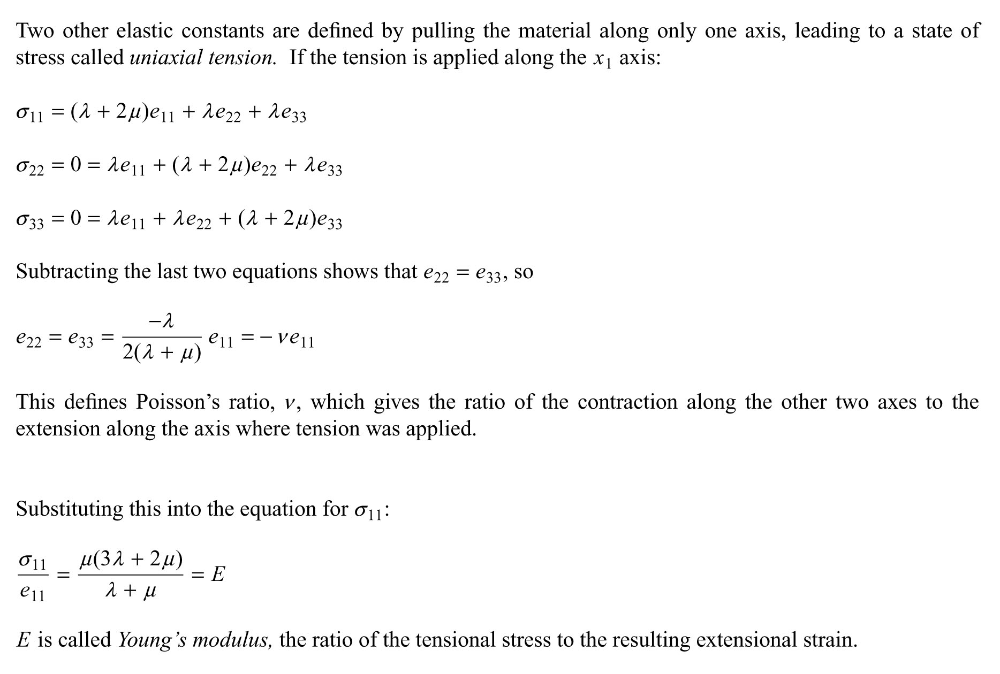 Two other elastic constants are defined by pulling the material along only one axis, leading to a state of
stress called uniaxial tension. If the tension is applied along the x₁ axis:
σ₁₁ = (λ + 2μ)e₁₁ + λe₂₂ + λe₃₃
σ₂₂ = 0 = λe₁₁ + (λ + 2μ)e₂₂ + λe₃₃
σ₃₃ = 0 = λe₁₁ + λe₂₂ + (λ + 2μ)e₃₃
Subtracting the last two equations shows that e₂₂ = e₃₃, so
e₂₂ = e₃₃ = −λ / 2(λ + μ) e₁₁ = − νe₁₁
This defines Poisson’s ratio, ν, which gives the ratio of the contraction along the other two axes to the
extension along the axis where tension was applied.
Substituting this into the equation for σ₁₁:
σ₁₁ / e₁₁ = μ(3λ + 2μ) / λ + μ = E
E is called Young’s modulus, the ratio of the tensional stress to the resulting extensional strain.